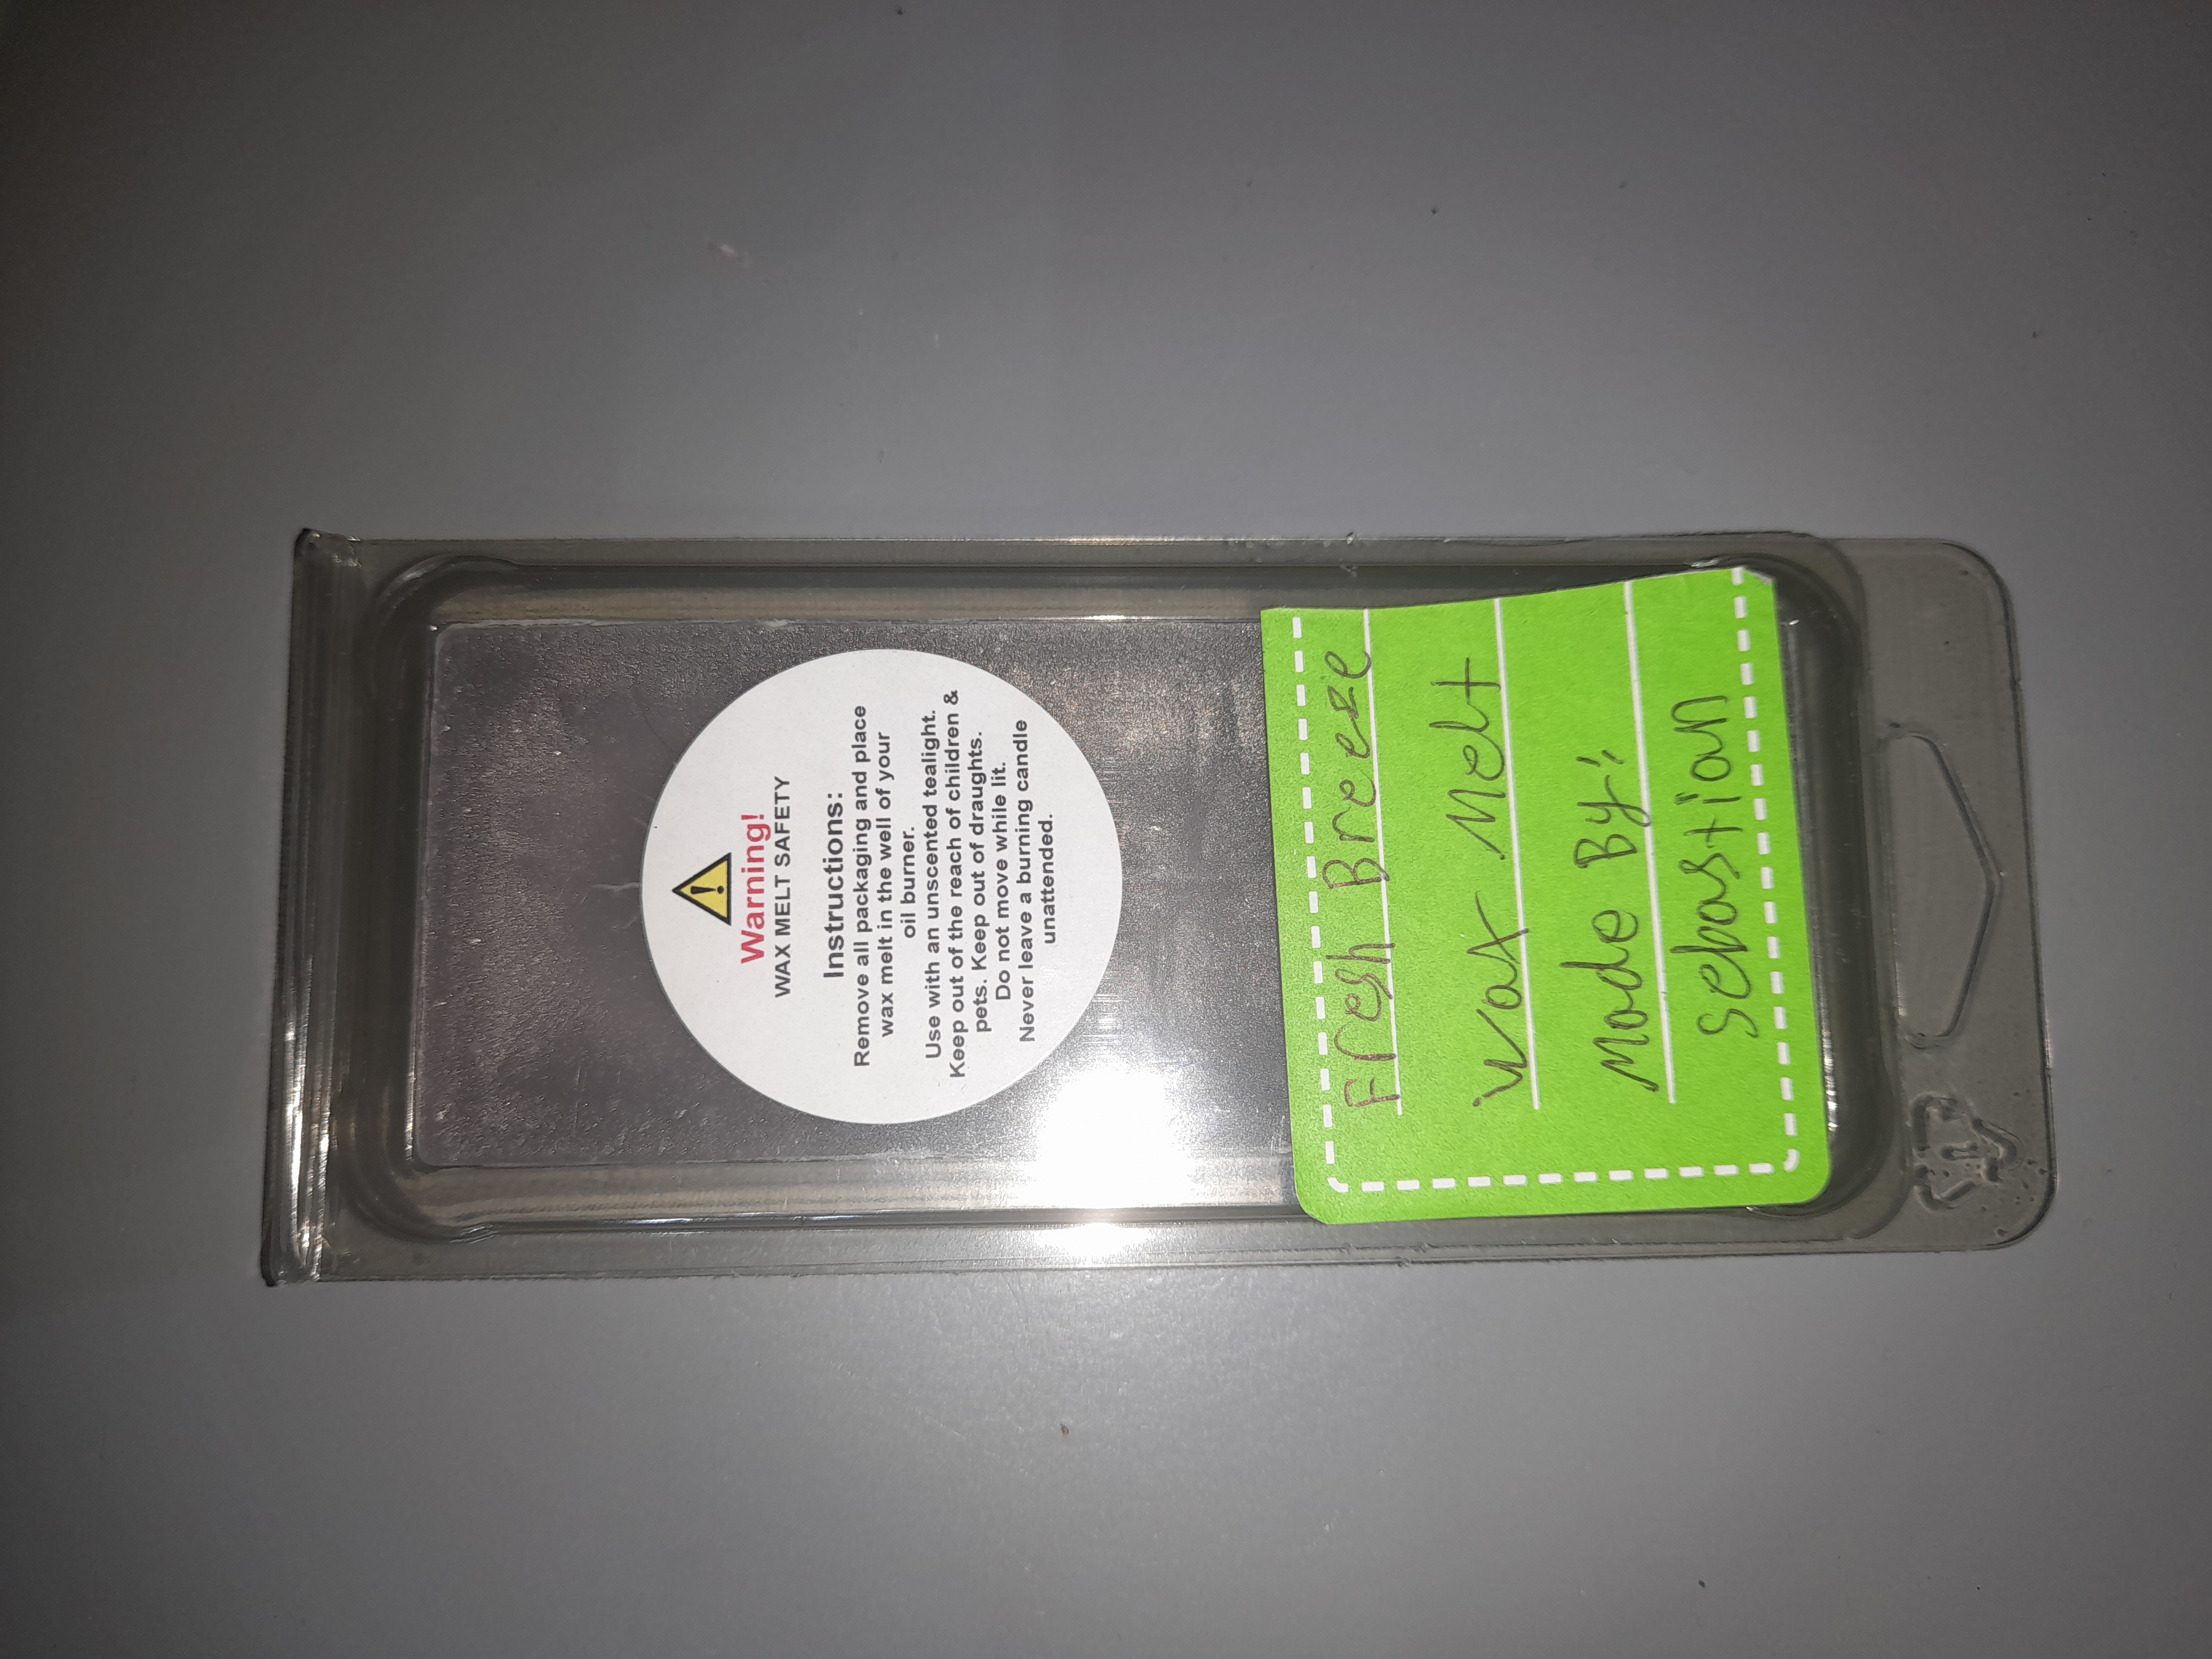 Warning!
WAX MELT SAFETY
Instructions:
Remove all packaging and place
wax melt in the well of your
oil burner.
Use with an unscented tealight.
Keep out of the reach of children &
pets. Keep out of draughts.
Do not move while lit.
Never leave a burning candle
unattended.
Fresh Breeze
Wax Melt
Made By:
Sebastian